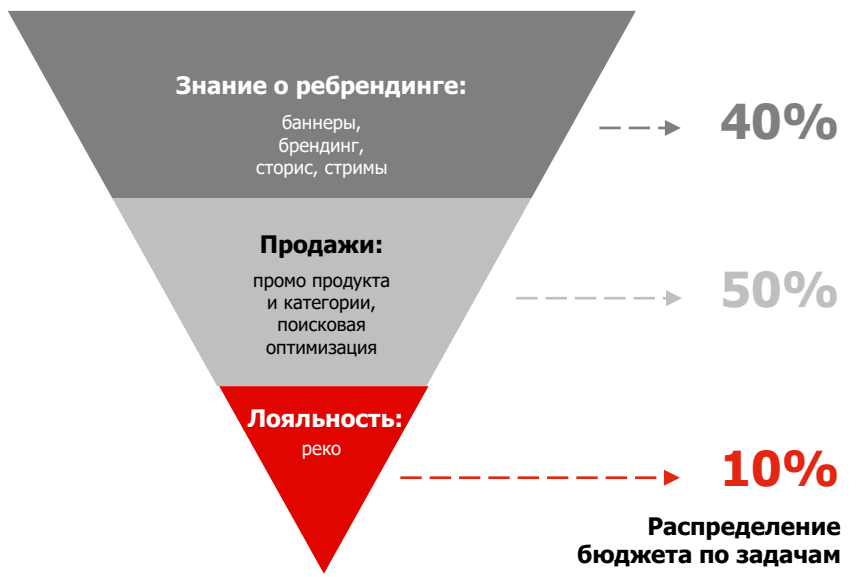 Знание о ребрендинге:
баннеры,
брендинг,
сторис, стримы
40%
Продажи:
промо продукта
и категории,
поисковая
оптимизация
50%
Лояльность:
реко
10%
Распределение
бюджета по задачам